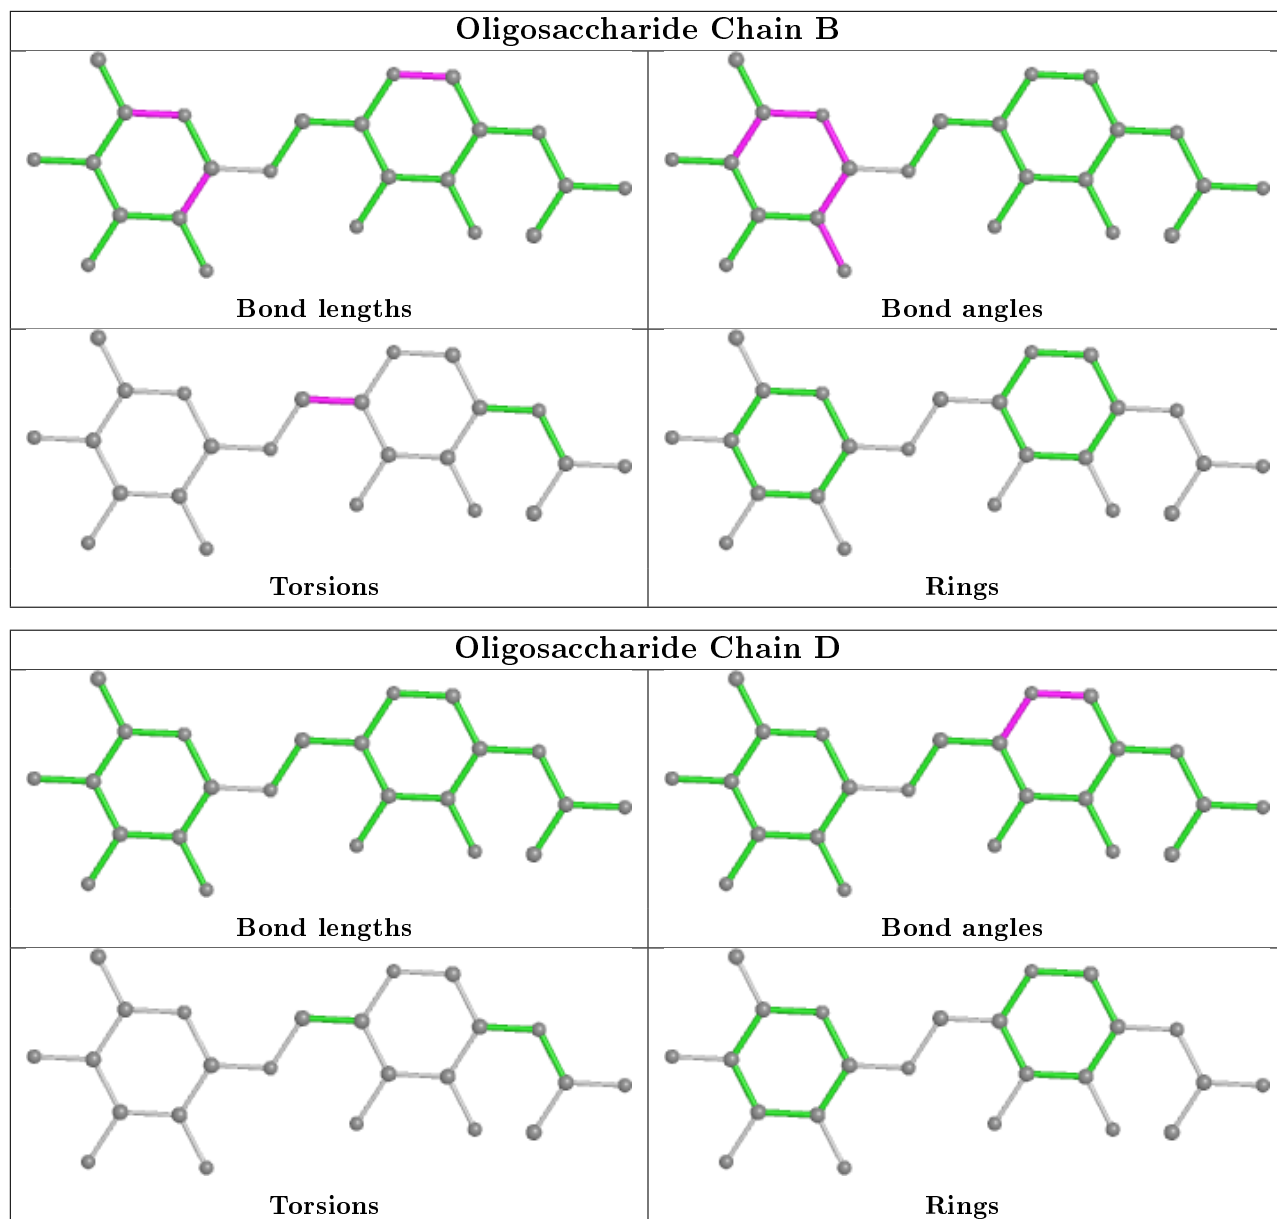 Oligosaccharide Chain B
Bond lengths
Bond angles
Torsions
Rings
Oligosaccharide Chain D
Bond lengths
Bond angles
Torsions
Rings